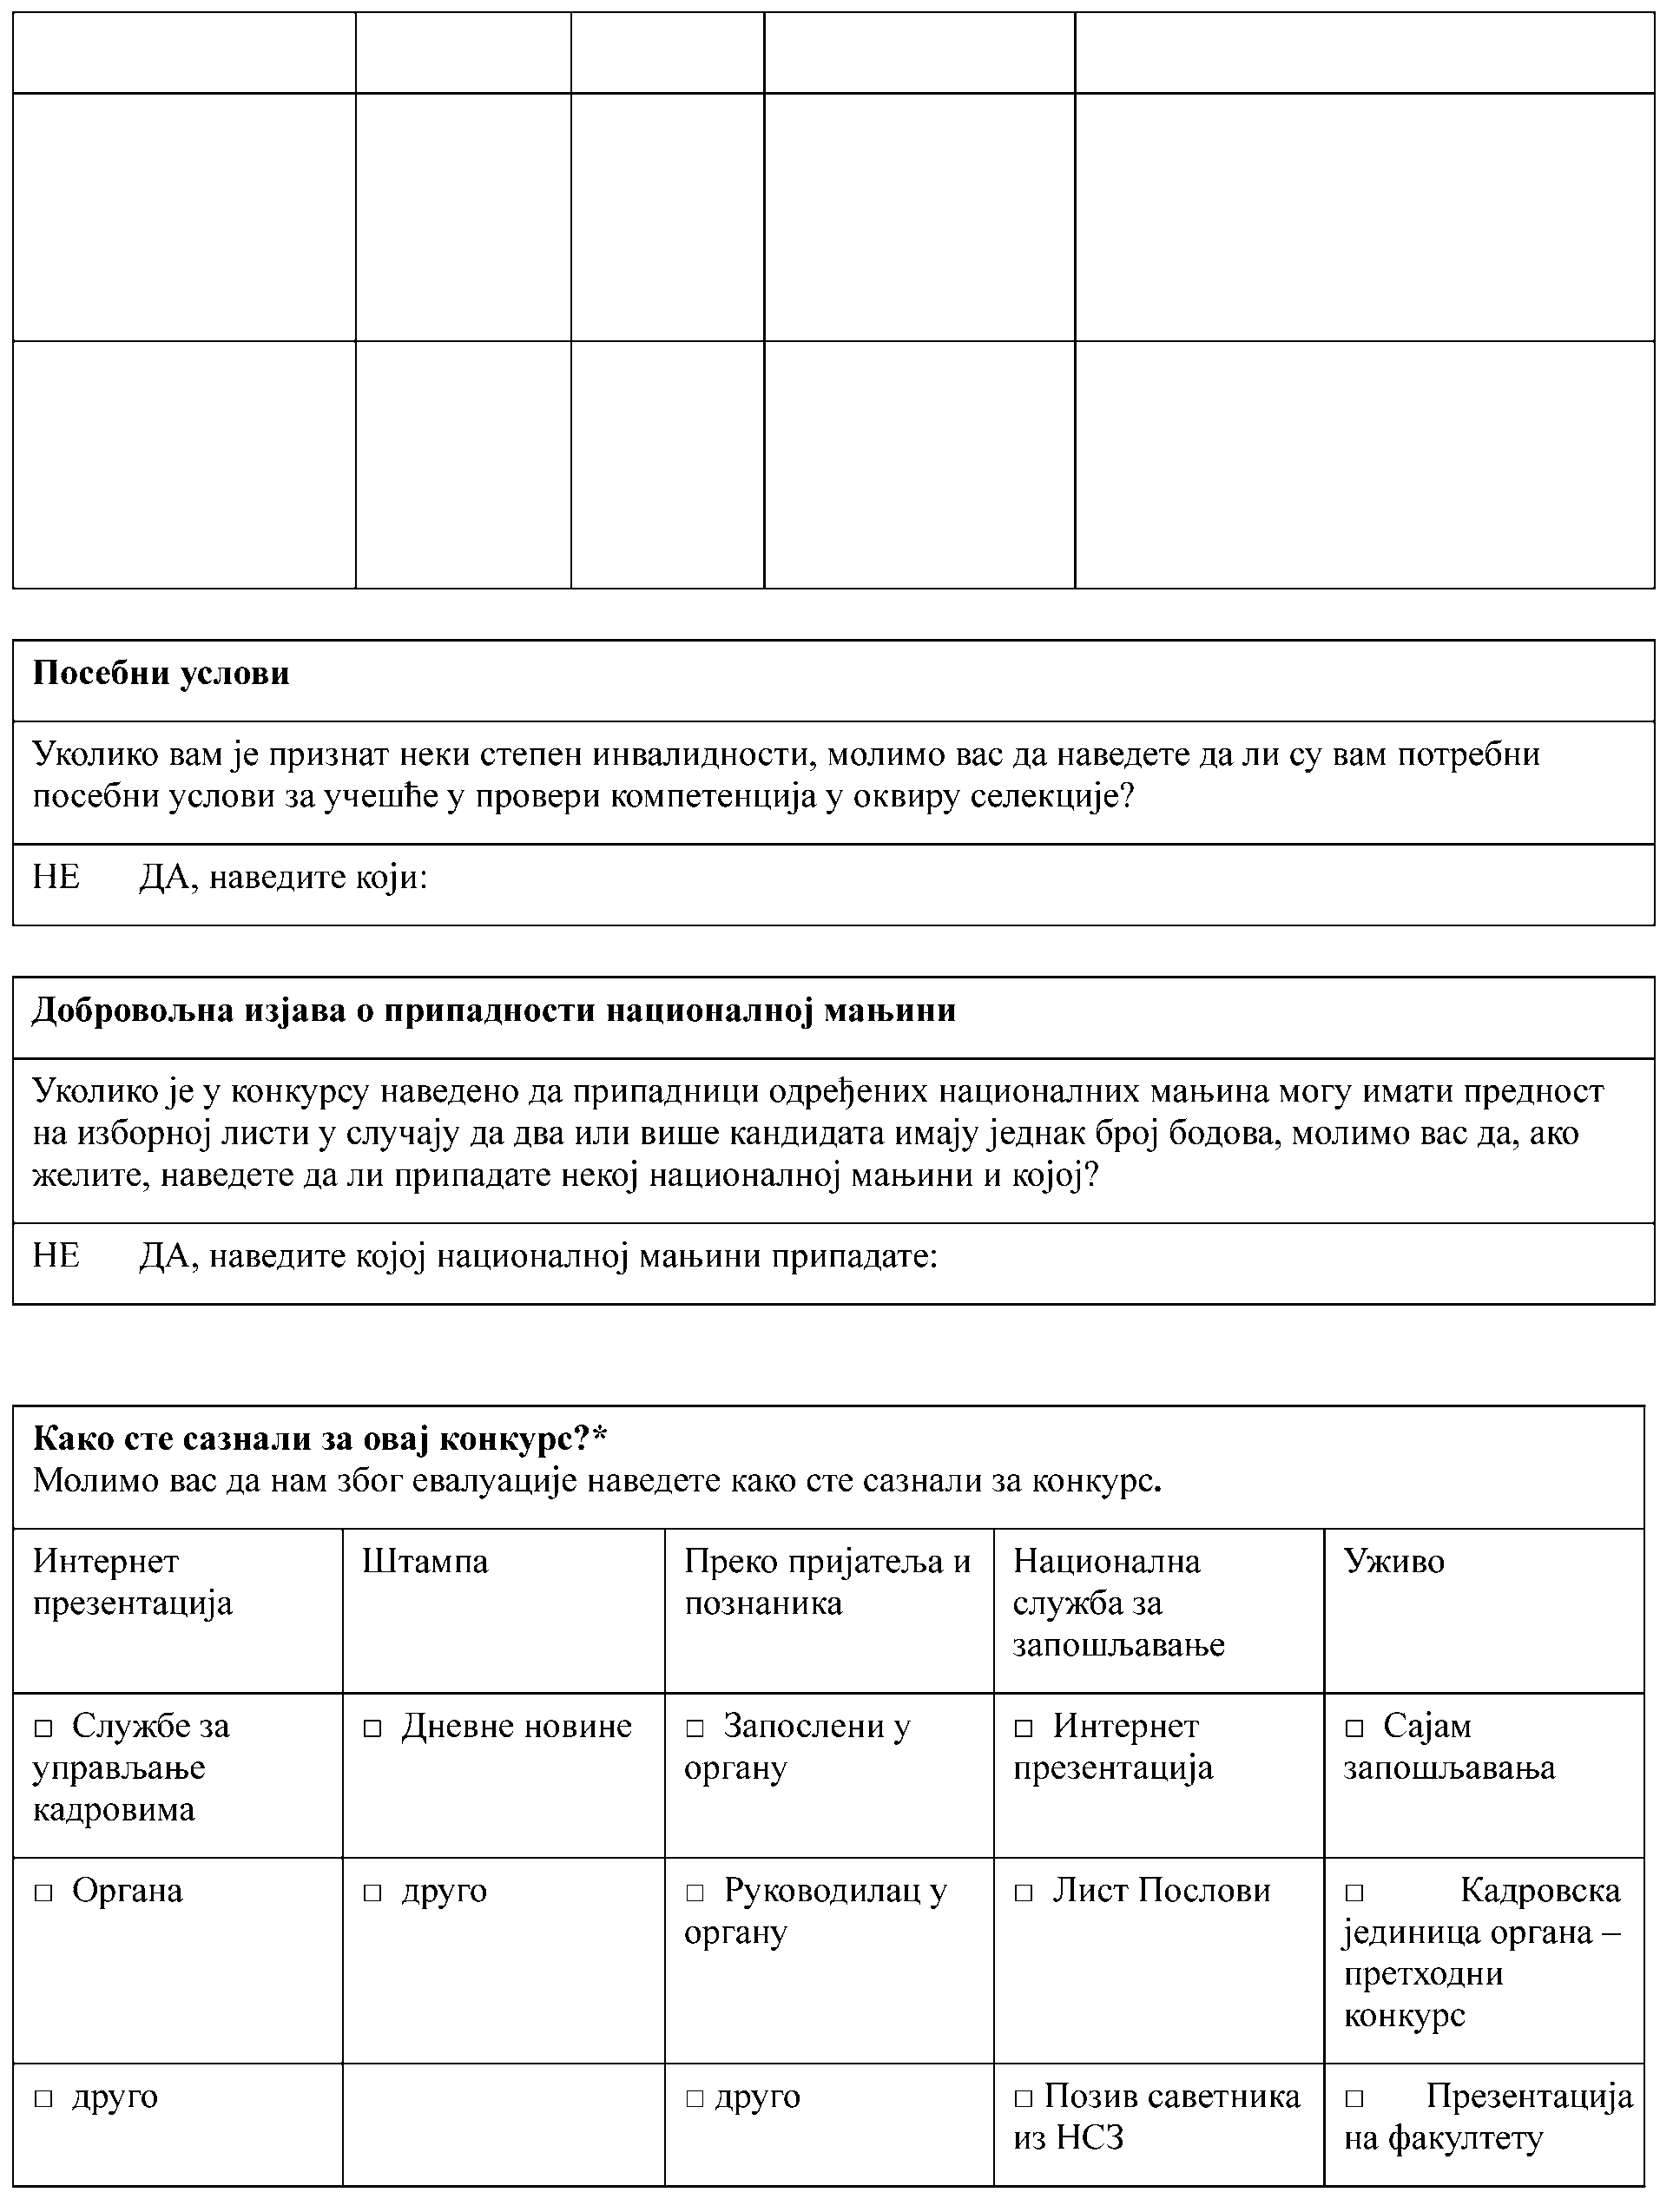 Посебни услови
Уколико вам је признат неки степен инвалидности, молимо вас да наведете да ли су вам потребни
посебни услови за учешће у провери компетенција у оквиру селекције?
НЕ ДА, наведите који:
Добровољна изјава о припадности националној мањини
Уколико је у конкурсу наведено да припадници одређених националних мањина могу имати предност
на изборној листи у случају да два или више кандидата имају једнак број бодова, молимо вас да, ако
желите, наведете да ли припадате некој националној мањини и којој?
НЕ ДА, наведите којој националној мањини припадате:
Како сте сазнали за овај конкурс?*
Молимо вас да нам због евалуације наведете како сте сазнали за конкурс.
Интернет
презентација
Штампа
Преко пријатеља и
познаника
Национална
служба за
запошљавање
Уживо
□ Службе за
управљање
кадровима
□ Дневне новине
□ Запослени у
органу
□ Интернет
презентација
□ Сајам
запошљавања
□ Органа
□ друго
□ Руководилац у
органу
□ Лист Послови
□ Кадровска
јединица органа –
претходни
конкурс
□ друго
□ друго
□ Позив саветника
из НСЗ
□ Презентација
на факултету